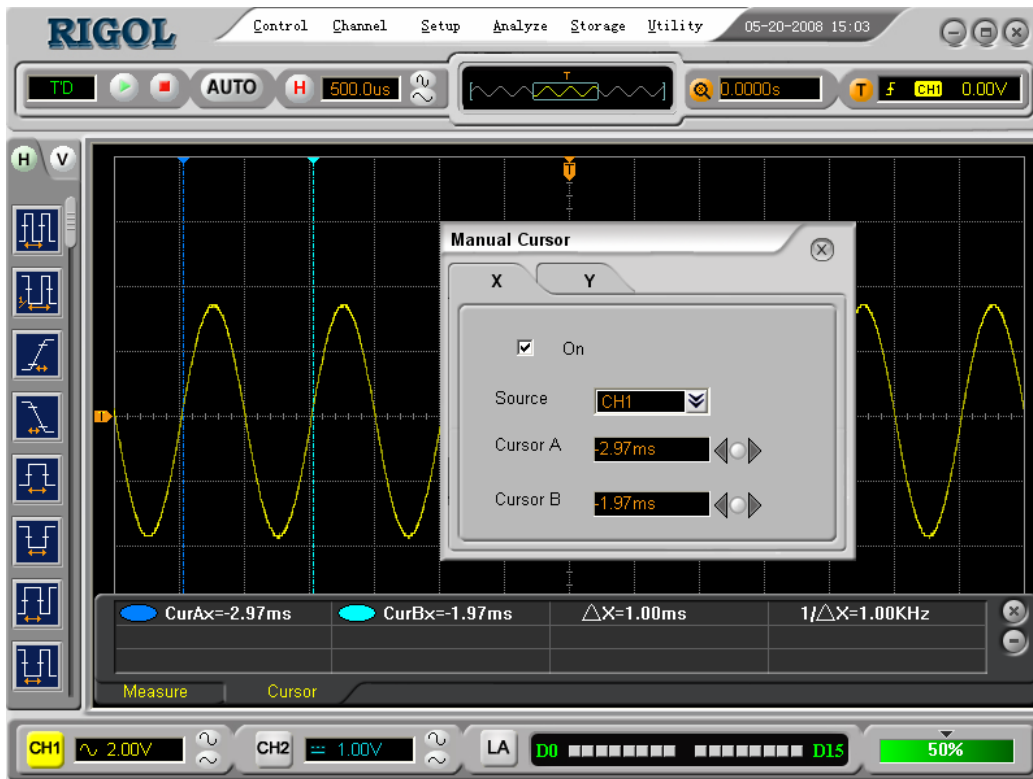 RIGOL
Control Channel Setup Analyze Storage Utility 05-20-2008 15:03
T'D AUTO H 500.0us T 0.0000s T CH1 0.00V
H V
T
Manual Cursor
X Y
On
T
Source CH1
Cursor A -2.97ms
Cursor B -1.97ms
CurAx=-2.97ms CurBx=-1.97ms △X=1.00ms 1/△X=1.00KHz
Measure Cursor
CH1 2.00V CH2 1.00V LA D0 D15 50%